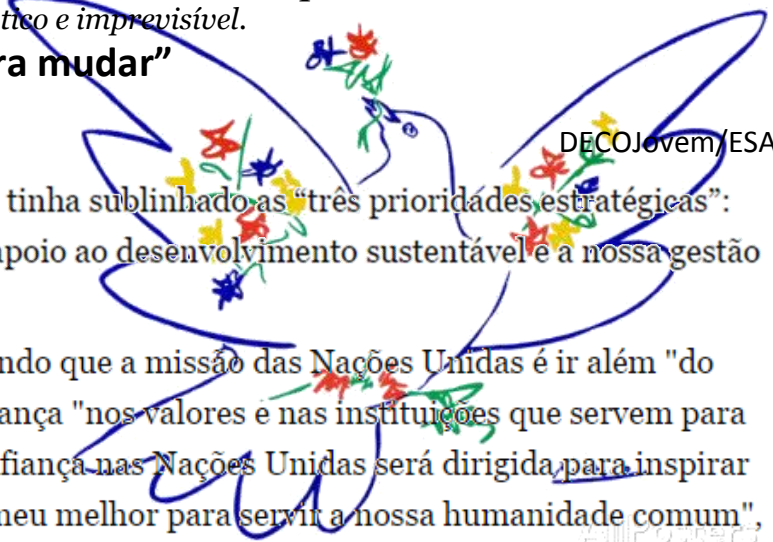 tico e imprevisível.
ra mudar”
DECOJovem/ESA
tinha sublinhado as “três prioridades estratégicas”:
apoio ao desenvolvimento sustentável e a nossa gestão
ndo que a missão das Nações Unidas é ir além "do
ança "nos valores e nas instituições que servem para
fiança nas Nações Unidas será dirigida para inspirar
meu melhor para servir a nossa humanidade comum",
AllPosters